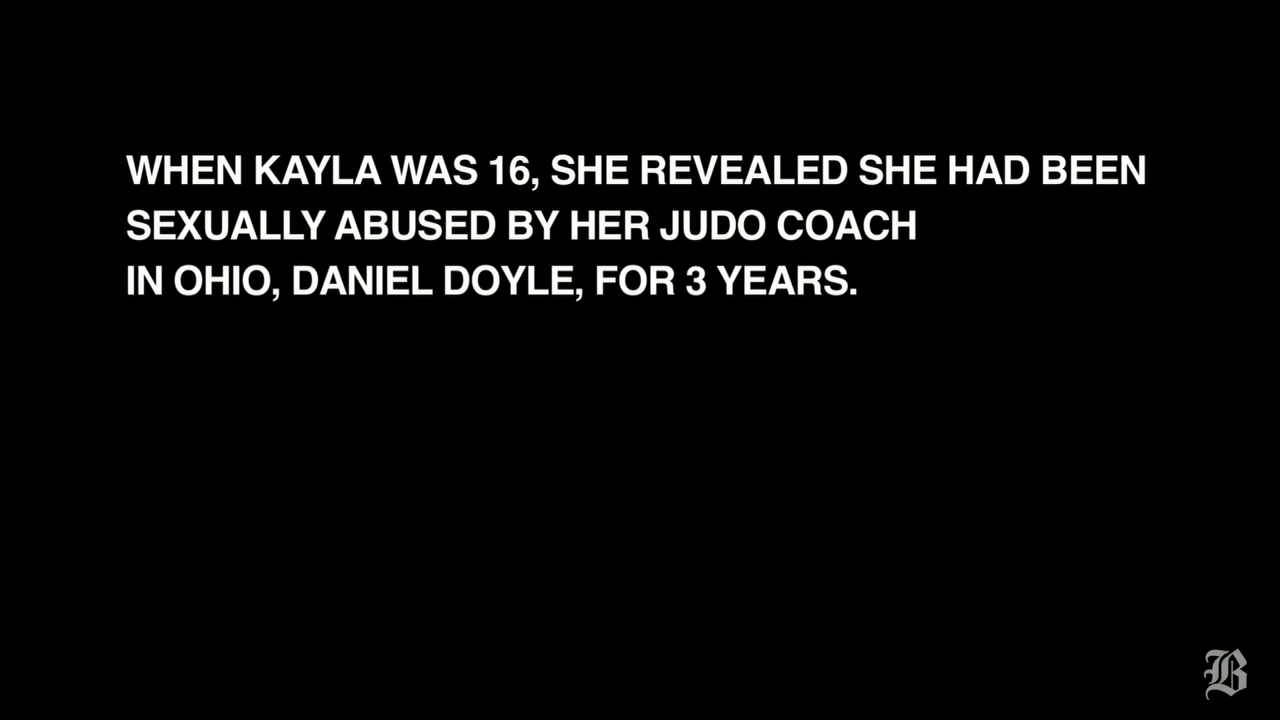 WHEN KAYLA WAS 16, SHE REVEALED SHE HAD BEEN
SEXUALLY ABUSED BY HER JUDO COACH
IN OHIO, DANIEL DOYLE, FOR 3 YEARS.
B